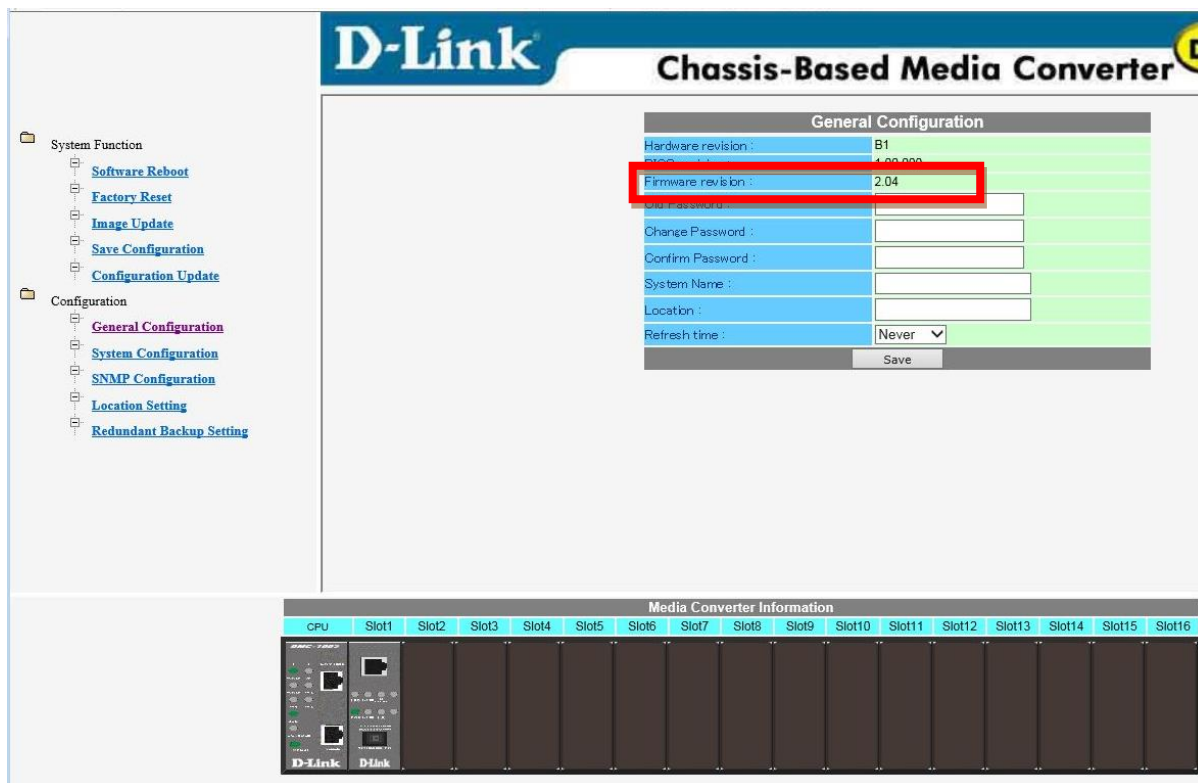 D-Link
Chassis-Based Media Converter
System Function
Software Reboot
Factory Reset
Image Update
Save Configuration
Configuration Update
Configuration
General Configuration
System Configuration
SNMP Configuration
Location Setting
Redundant Backup Setting
General Configuration
Hardware revision : B1
Firmware revision : 2.04
Old Password :
Change Password :
Confirm Password :
System Name :
Location :
Refresh time : Never
Save
Media Converter Information
CPU Slot1 Slot2 Slot3 Slot4 Slot5 Slot6 Slot7 Slot8 Slot9 Slot10 Slot11 Slot12 Slot13 Slot14 Slot15 Slot16
D-Link D-Link